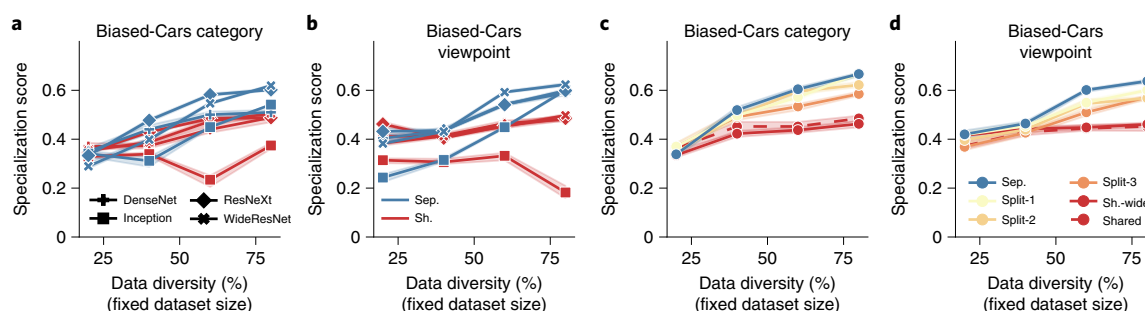 a
Biased-Cars category
Specialization score
0.6
0.4
0.2
0
DenseNet
ResNeXt
Inception
WideResNet
25
50
75
Data diversity (%)
(fixed dataset size)
b
Biased-Cars
viewpoint
Specialization score
0.6
0.4
0.2
0
Sep.
Sh.
25
50
75
Data diversity (%)
(fixed dataset size)
c
Biased-Cars category
Specialization score
0.6
0.4
0.2
0
25
50
75
Data diversity (%)
(fixed dataset size)
d
Biased-Cars
viewpoint
Specialization score
0.6
0.4
0.2
0
Sep.
Split-3
Split-1
Sh.-wide
Split-2
Shared
25
50
75
Data diversity (%)
(fixed dataset size)